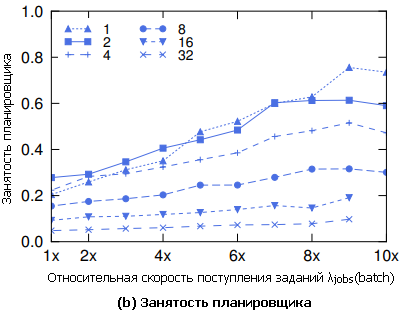 1.0
0.8
0.6
0.4
0.2
0.0
Занятость планировщика
1 8
2 16
4 32
1x 2x 4x 6x 8x 10x
Относительная скорость поступления заданий λjobs(batch)
(b) Занятость планировщика